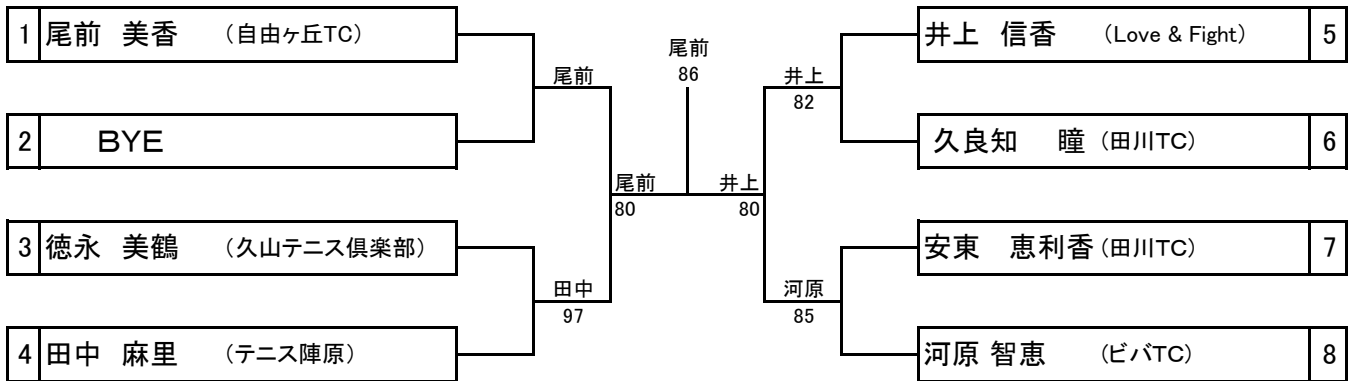 1 尾前 美香 (自由ヶ丘TC)
2 BYE
3 徳永 美鶴 (久山テニス倶楽部)
4 田中 麻里 (テニス陣原)
尾前
田中
97
尾前
80
尾前
86
井上
80
井上
82
河原
85
井上 信香 (Love & Fight) 5
久良知 瞳 (田川TC) 6
安東 恵利香 (田川TC) 7
河原 智恵 (ビバTC) 8